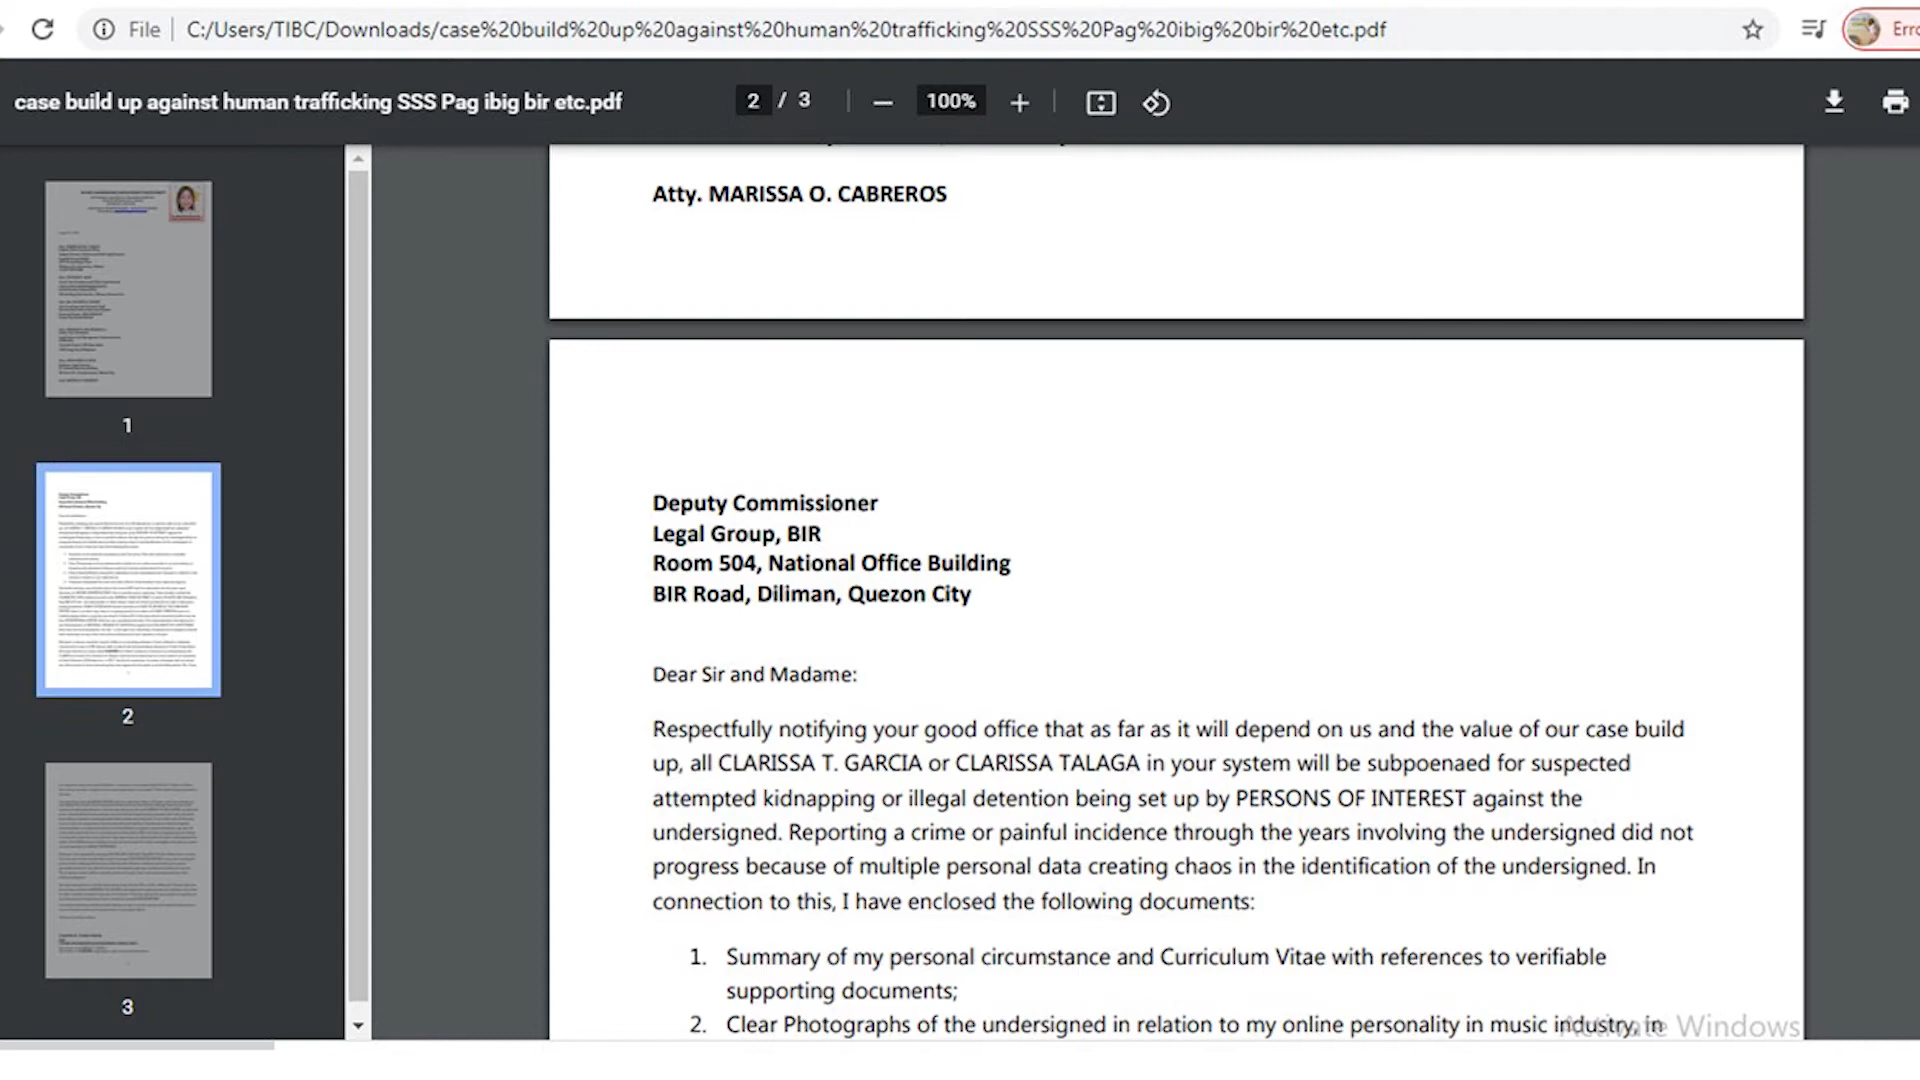 File
C:/Users/TIBC/Downloads/case%20build%20up%20against%20human%20trafficking%20SSS%20Pag%20ibig%20bir%20etc.pdf
case build up against human trafficking SSS Pag ibig bir etc.pdf
2 / 3
100%
Atty. MARISSA O. CABREROS
Deputy Commissioner
Legal Group, BIR
Room 504, National Office Building
BIR Road, Diliman, Quezon City
Dear Sir and Madame:
Respectfully notifying your good office that as far as it will depend on us and the value of our case build
up, all CLARISSA T. GARCIA or CLARISSA TALAGA in your system will be subpoenaed for suspected
attempted kidnapping or illegal detention being set up by PERSONS OF INTEREST against the
undersigned. Reporting a crime or painful incidence through the years involving the undersigned did not
progress because of multiple personal data creating chaos in the identification of the undersigned. In
connection to this, I have enclosed the following documents:
1. Summary of my personal circumstance and Curriculum Vitae with references to verifiable
supporting documents;
2. Clear Photographs of the undersigned in relation to my online personality in music industry, in
Activate Windows
1
2
3